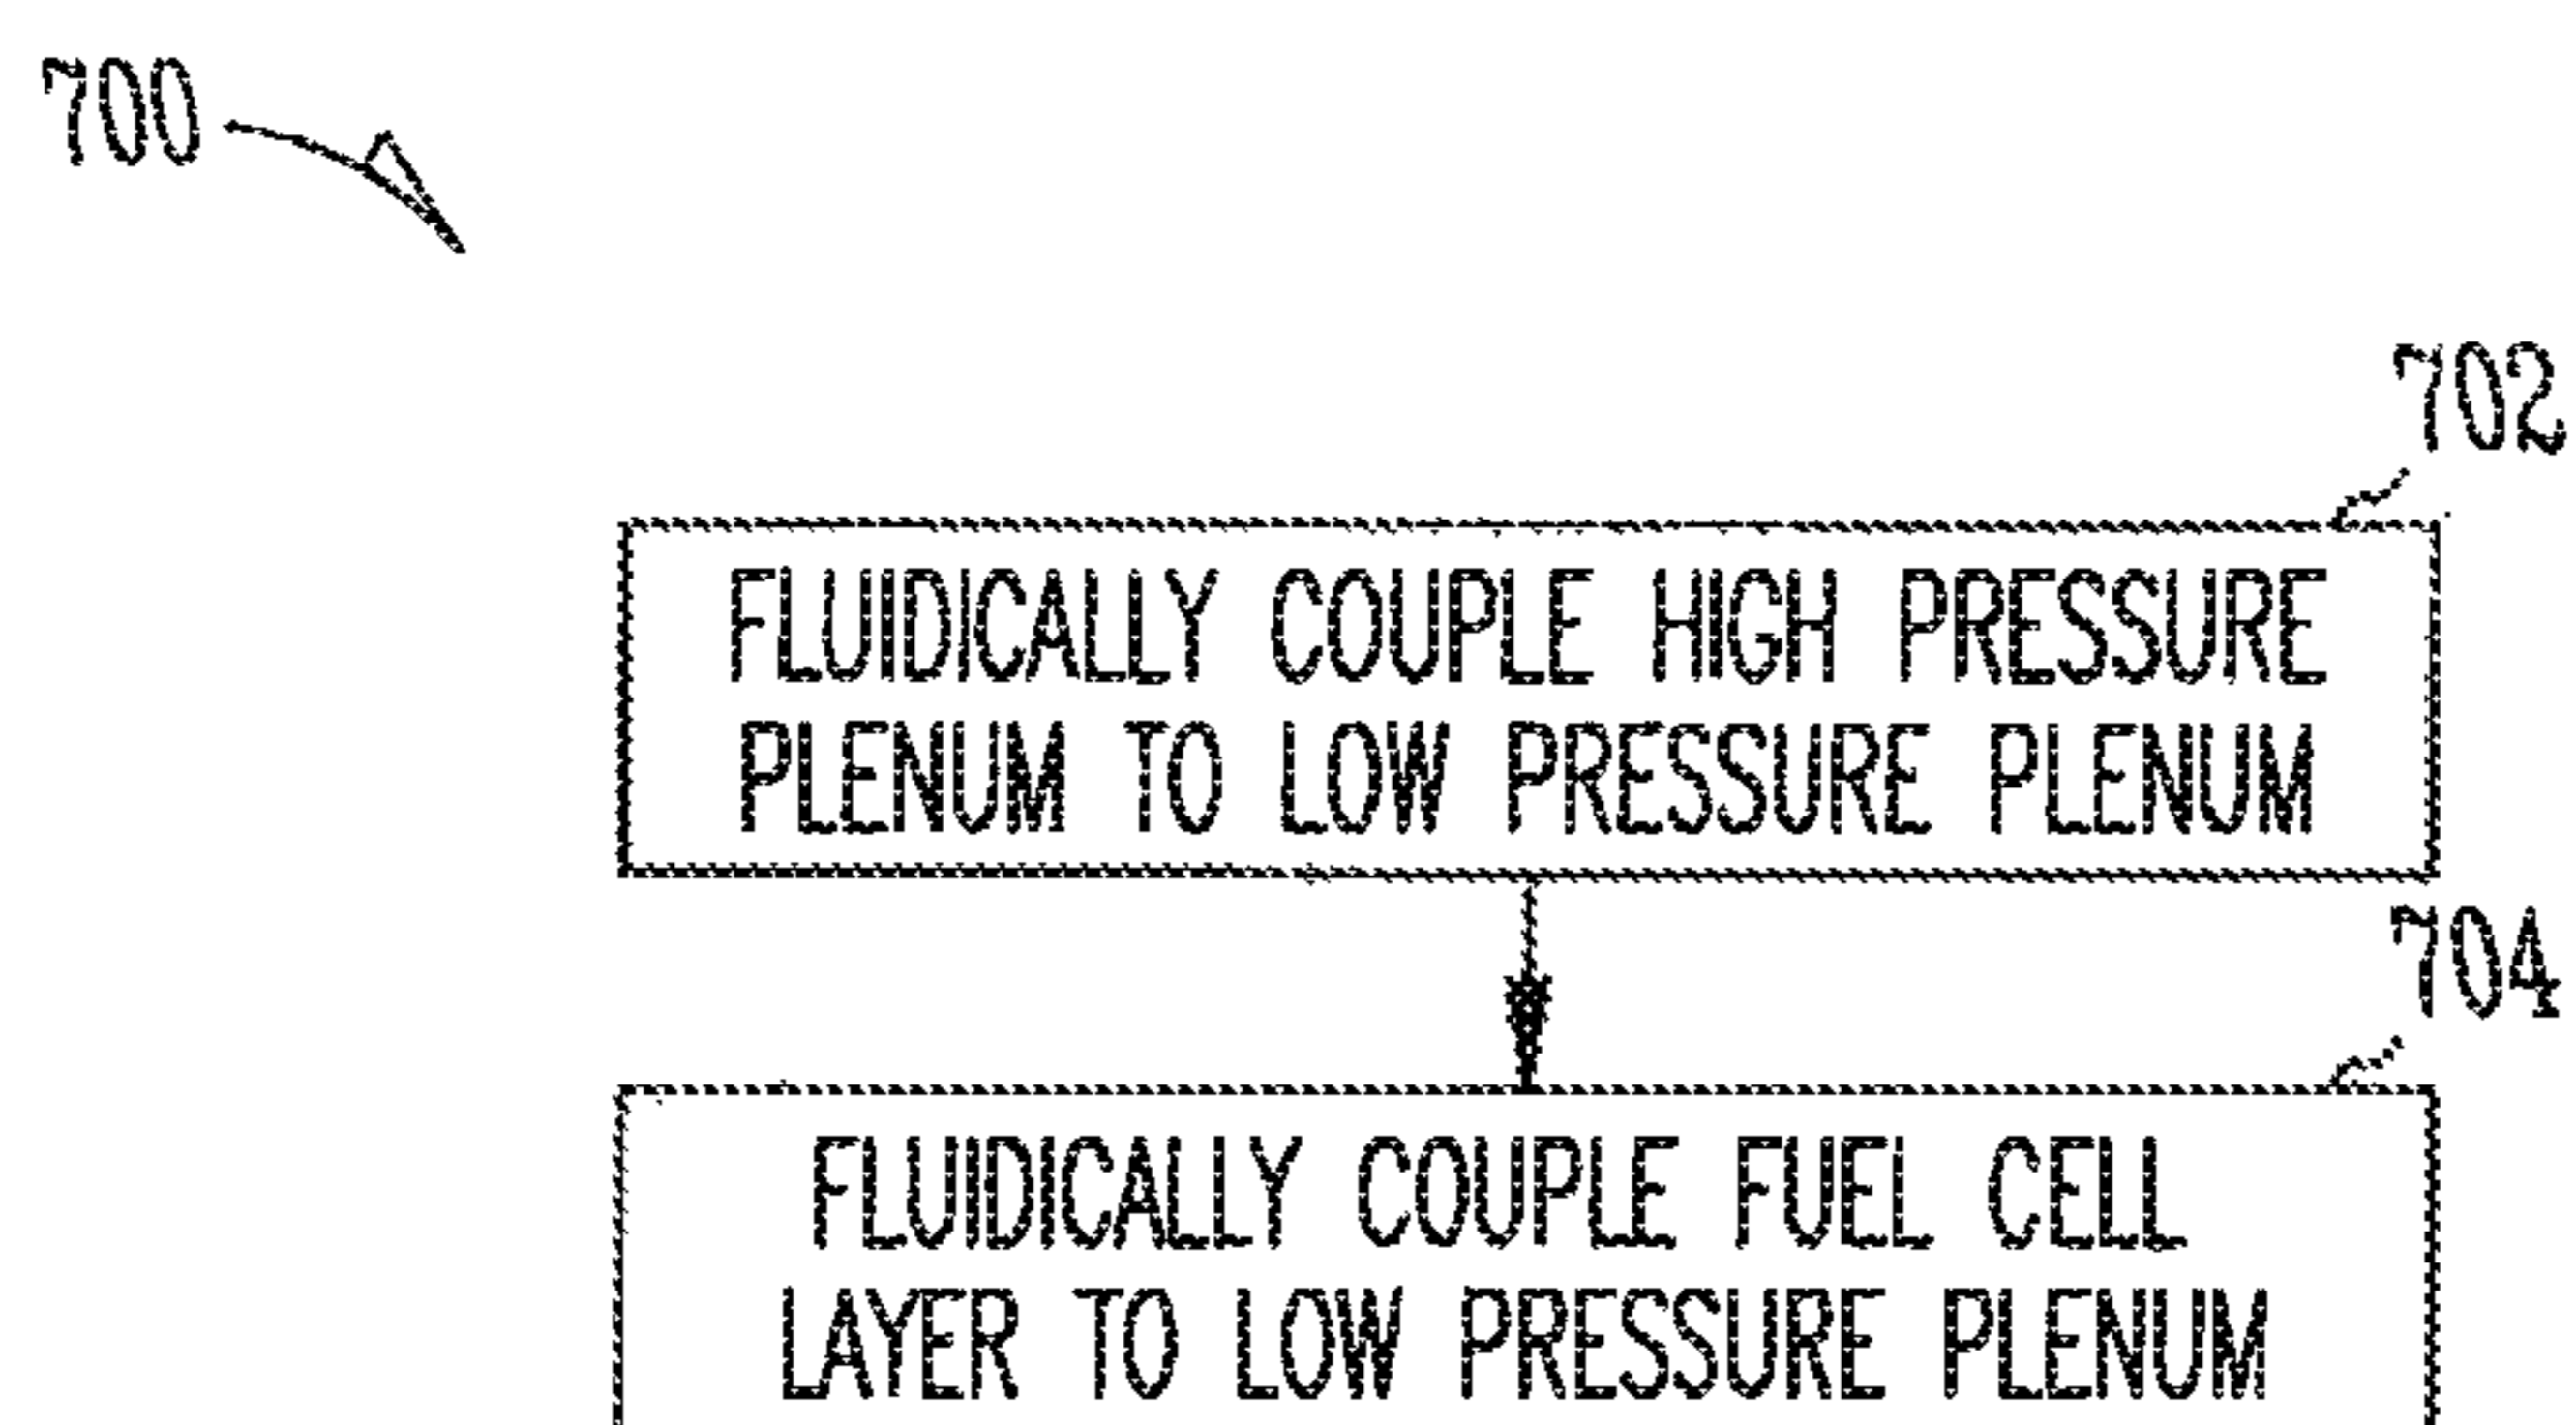 700
702
FLUIDICALLY COUPLE HIGH PRESSURE
PLENUM TO LOW PRESSURE PLENUM
704
FLUIDICALLY COUPLE FUEL CELL
LAYER TO LOW PRESSURE PLENUM